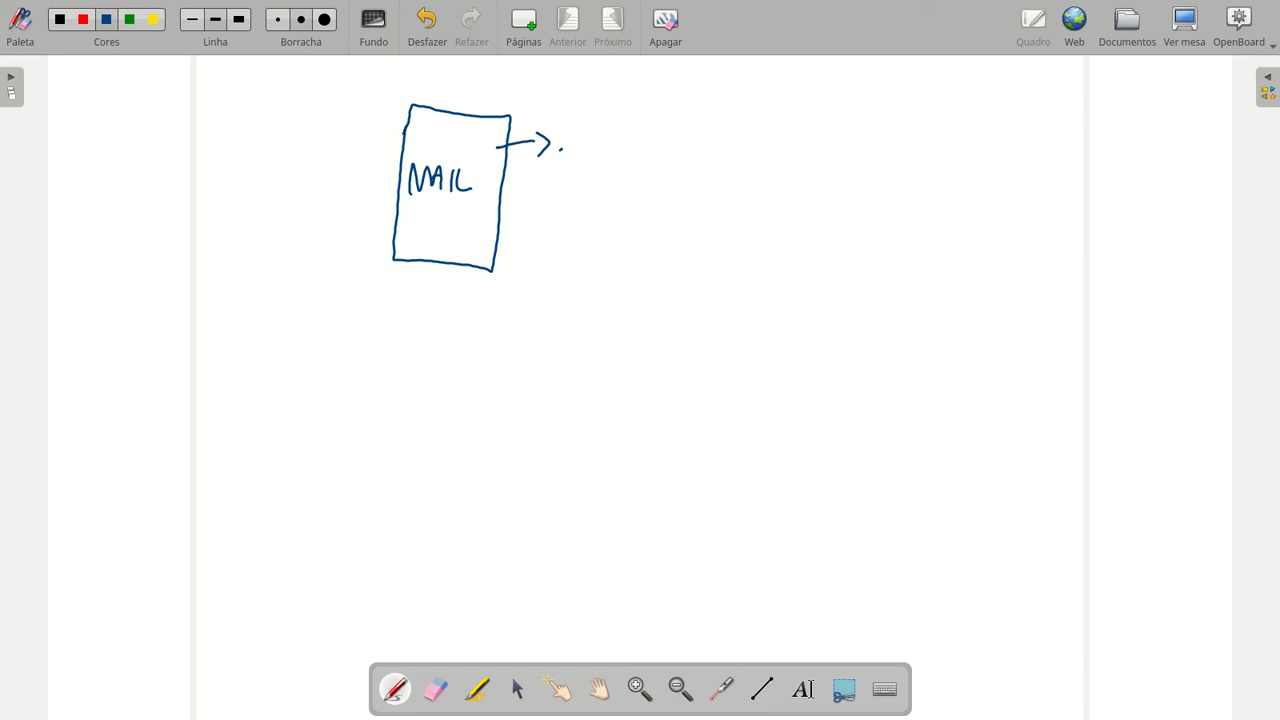 Paleta Cores Linha Borracha Fundo Desfazer Refazer Páginas Anterior Próximo Apagar Quadro Web Documentos Ver mesa OpenBoard
MAIL